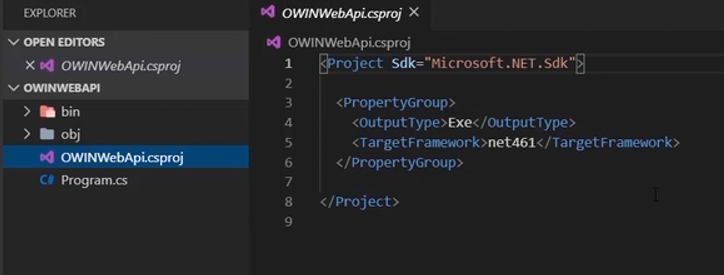 EXPLORER
OPEN EDITORS
OWINWebApi.csproj
OWINWEBAPI
bin
obj
OWINWebApi.csproj
Program.cs
OWINWebApi.csproj
OWINWebApi.csproj
1 <Project Sdk="Microsoft.NET.Sdk">
2
3 <PropertyGroup>
4 <OutputType>Exe</OutputType>
5 <TargetFramework>net461</TargetFramework>
6 </PropertyGroup>
7
8 </Project>
9